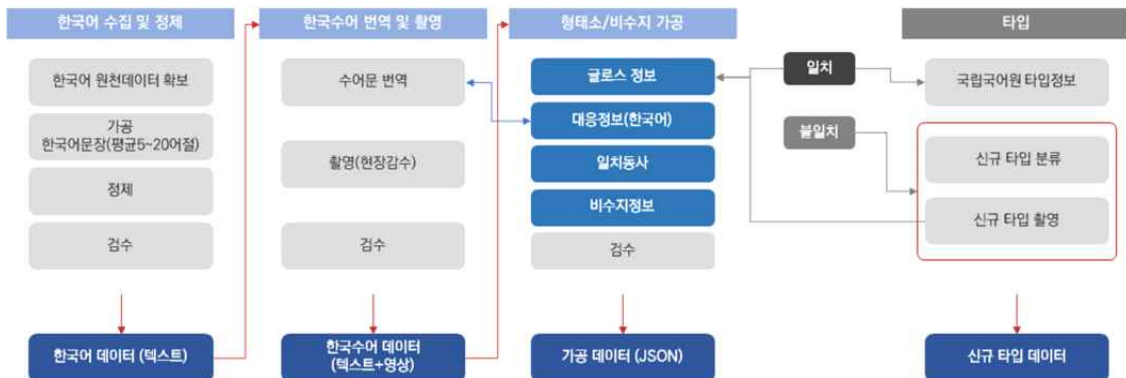 한국어 수집 및 정제
한국어 원천데이터 확보
가공
한국어문장(평균5~20어절)
정제
검수
한국어 데이터 (텍스트)
한국수어 번역 및 촬영
수어문 번역
촬영(현장감수)
검수
한국수어 데이터
(텍스트+영상)
형태소/비수지 가공
글로스 정보
대응정보(한국어)
일치동사
비수지정보
검수
가공 데이터 (JSON)
일치
불일치
타입
국립국어원 타입정보
신규 타입 분류
신규 타입 촬영
신규 타입 데이터